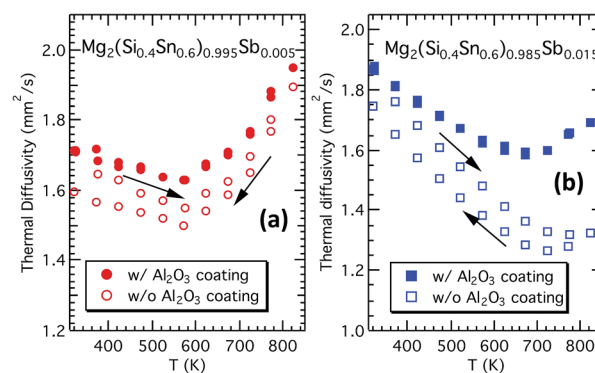 Mg2(Si0.4Sn0.6)0.995Sb0.005
Thermal Diffusivity (mm2/s)
2.0
1.8
1.6
1.4
1.2
(a)
w/ Al2O3 coating
w/o Al2O3 coating
400 500 600 700 800
T (K)
Mg2(Si0.4Sn0.6)0.985Sb0.015
Thermal Diffusivity (mm2/s)
2.0
1.8
1.6
1.4
1.2
1.0
(b)
w/ Al2O3 coating
w/o Al2O3 coating
400 500 600 700 800
T (K)